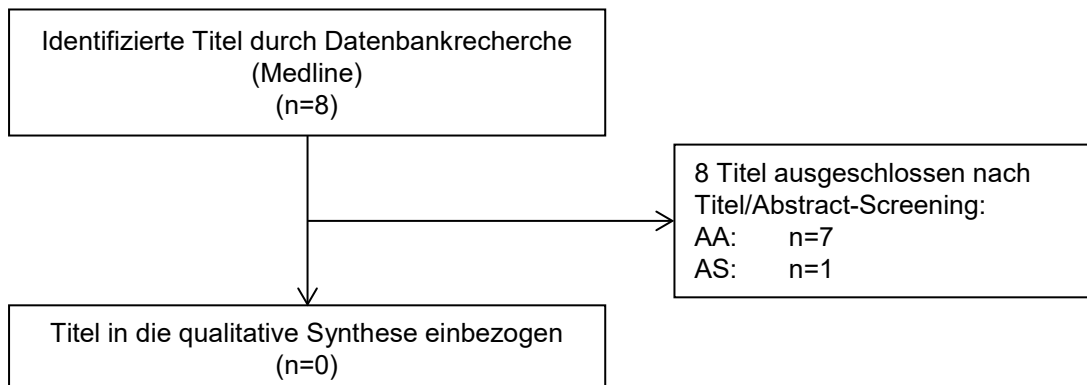 Identifizierte Titel durch Datenbankrecherche
(Medline)
(n=8)
8 Titel ausgeschlossen nach
Titel/Abstract-Screening:
AA: n=7
AS: n=1
Titel in die qualitative Synthese einbezogen
(n=0)